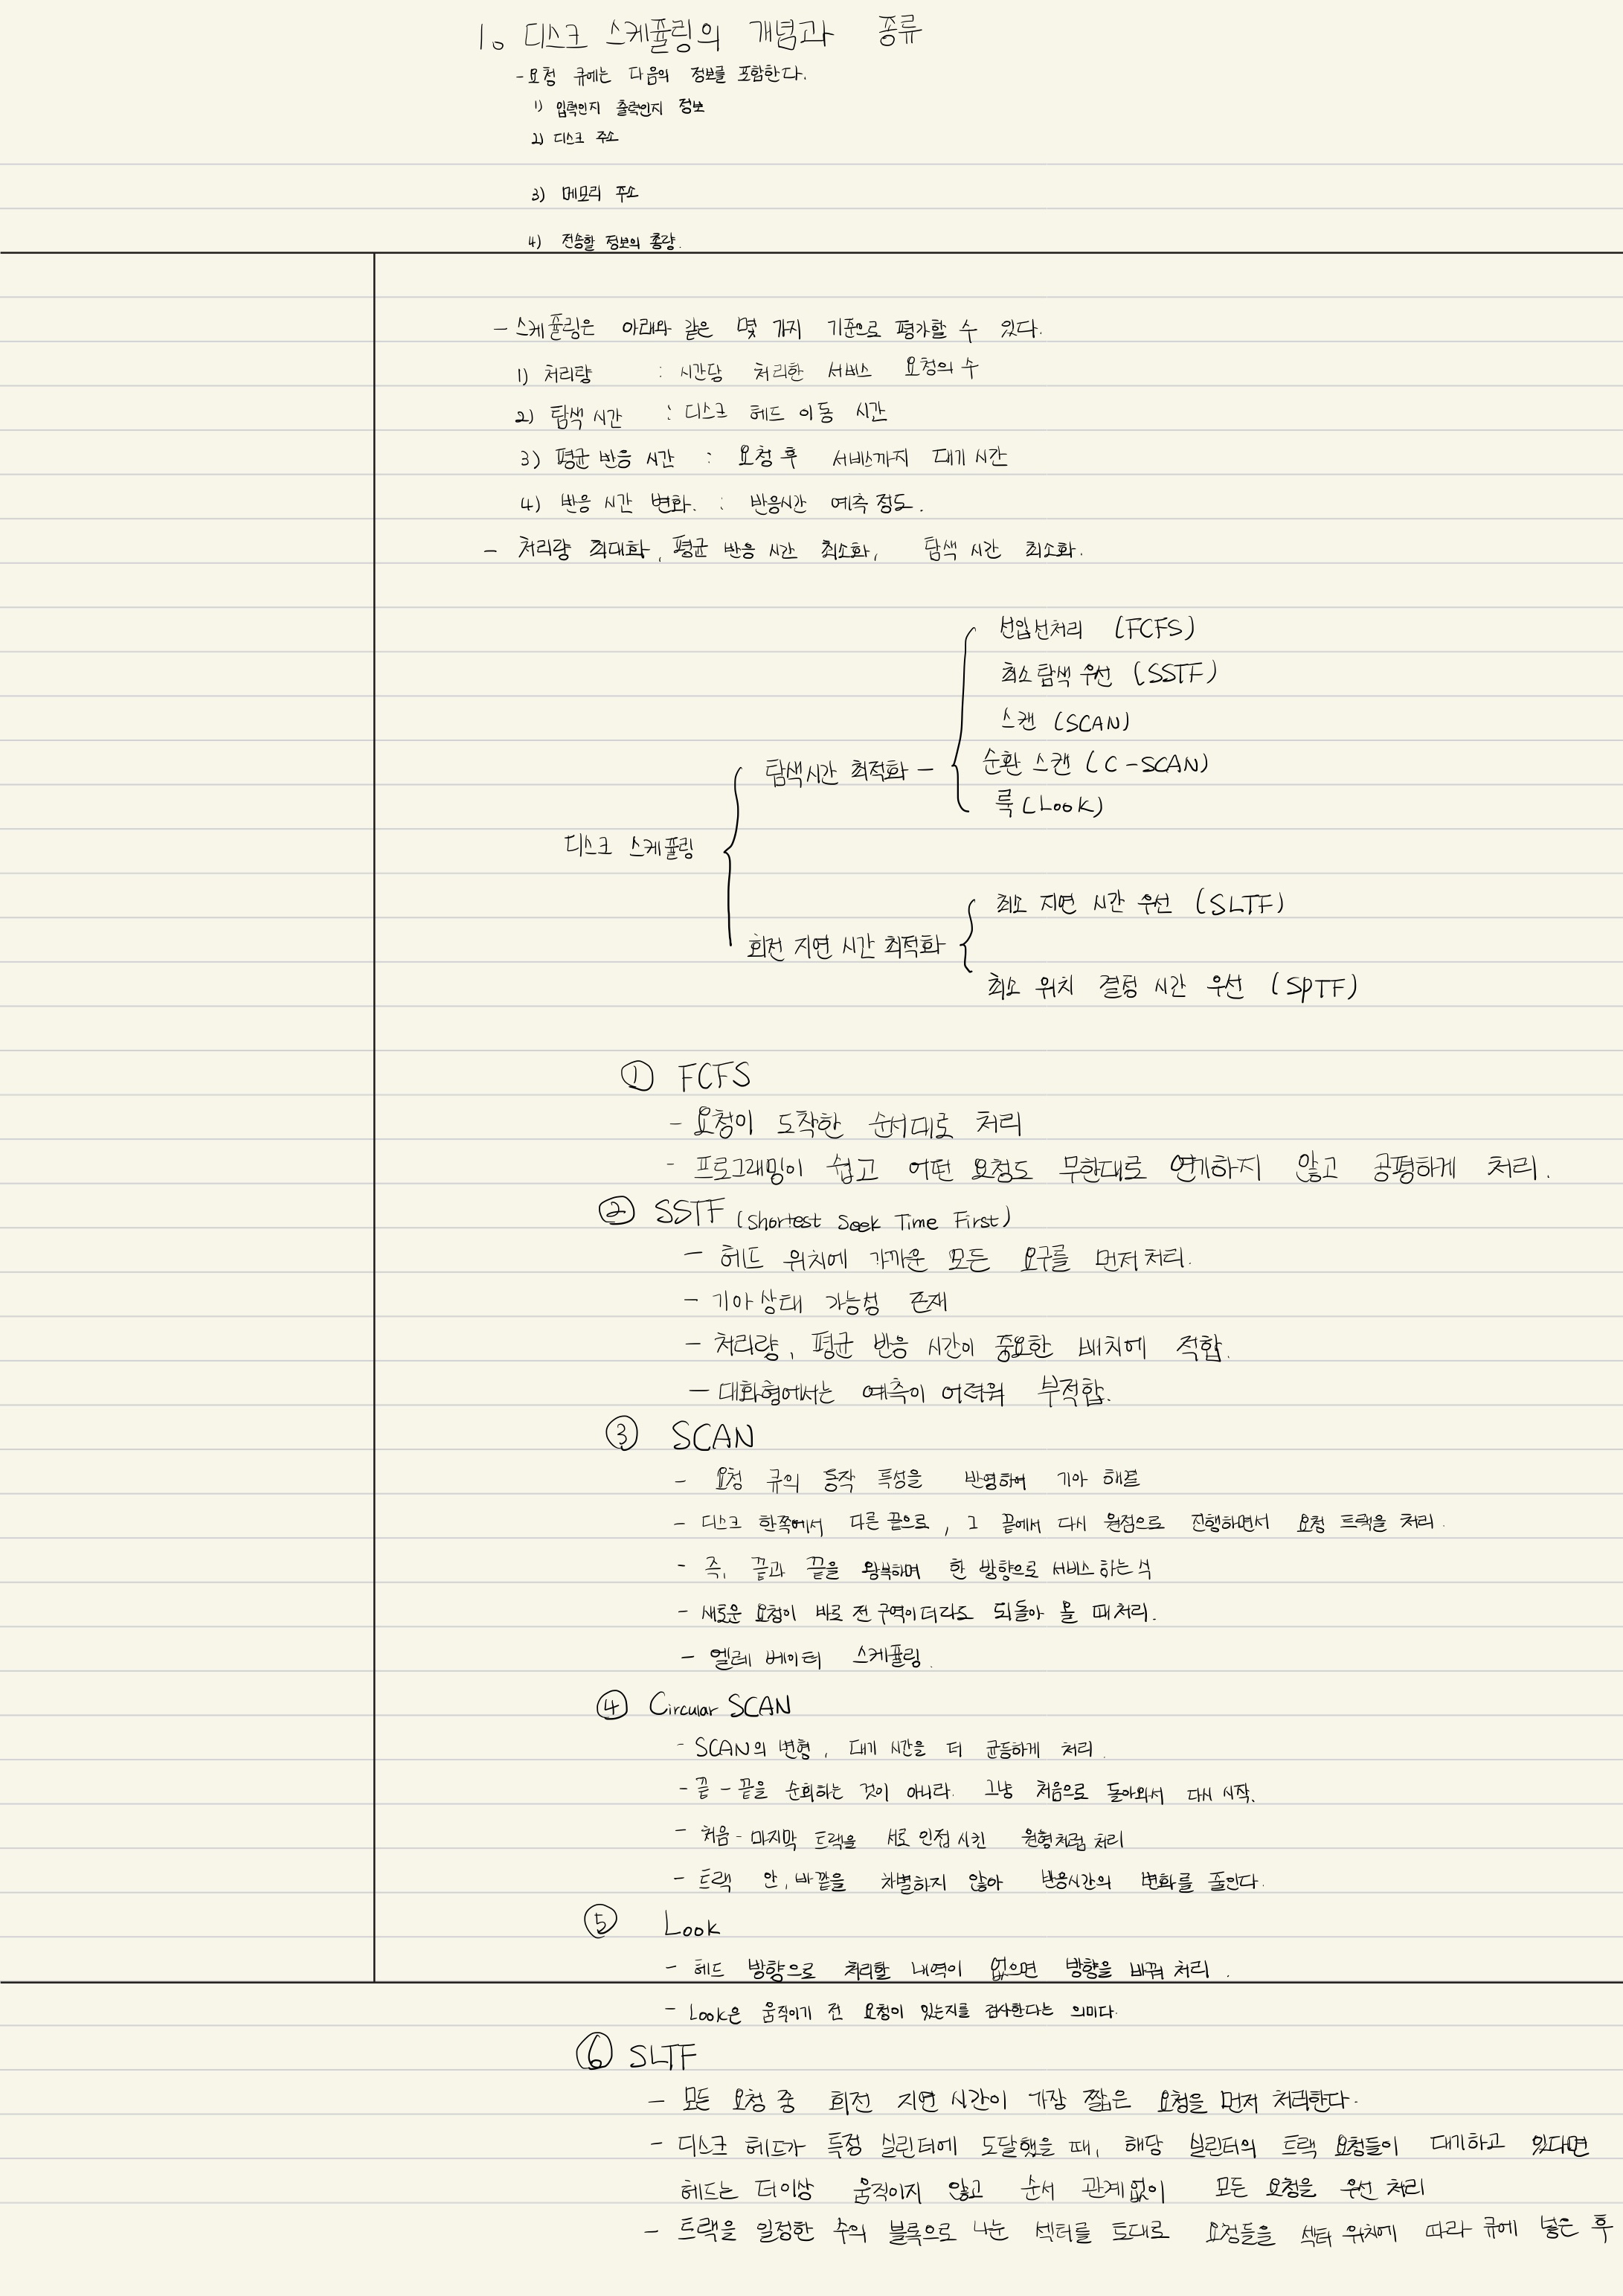 1. 디스크 스케쥴링의 개념과 종류
- 요청 큐에는 다음의 정보를 포함한다.
1) 입력인지 출력인지 정보
2) 디스크 주소
3) 메모리 주소
4) 전송할 정보의 총량.
- 스케쥴링은 아래와 같은 몇 가지 기준으로 평가할 수 있다.
1) 처리량 : 시간당 처리한 서비스 요청의 수
2) 탐색 시간 : 디스크 헤드 이동 시간
3) 평균 반응 시간 : 요청 후 서비스까지 대기 시간
4) 반응 시간 변화. : 반응시간 예측 정도.
- 처리량 최대화, 평균 반응 시간 최소화, 탐색 시간 최소화.
선입선처리 (FCFS)
최소탐색 우선 (SSTF)
스캔 (SCAN)
탐색시간 최적화 - 순환 스캔 (C-SCAN)
룩 (Look)
디스크 스케쥴링
최소 지연 시간 우선 (SLTF)
회전 지연 시간 최적화
최소 위치 결정 시간 우선 (SPTF)
① FCFS
- 요청이 도착한 순서대로 처리
- 프로그래밍이 쉽고 어떤 요청도 무한대로 연기하지 않고 공평하게 처리.
② SSTF (Shortest Seek Time First)
- 헤드 위치에 가까운 모든 요구를 먼저 처리.
- 기아상태 가능성 존재
- 처리량, 평균 반응 시간이 중요한 배치에 적합.
- 대화형에서는 예측이 어려워 부적합.
③ SCAN
- 요청 큐의 동작 특성을 반영하여 기아 해결
- 디스크 한쪽에서 다른 끝으로, 그 끝에서 다시 원점으로 진행하면서 요청 트랙을 처리.
- 즉, 끝과 끝을 왕복하며 한 방향으로 서비스 하는 식
- 새로운 요청이 바로 전 구역이더라도 되돌아 올 때 처리.
- 엘레베이터 스케쥴링.
④ Circular SCAN
- SCAN의 변형, 대기 시간을 더 균등하게 처리.
- 끝-끝을 순회하는 것이 아니라. 그냥 처음으로 돌아와서 다시 시작.
- 처음-마지막 트랙을 서로 인접시킨 원형처럼 처리
- 트랙 안, 바깥을 차별하지 않아 반응시간의 변화를 줄인다.
⑤ Look
- 헤드 방향으로 처리할 내역이 없으면 방향을 바꿔 처리.
- Look은 움직이기 전 요청이 있는지를 검사한다는 의미다.
⑥ SLTF
- 모든 요청 중 회전 지연 시간이 가장 짧은 요청을 먼저 처리한다.
- 디스크 헤드가 특정 실린더에 도달했을 때, 해당 실린더의 트랙 요청들이 대기하고 있다면
헤드는 더이상 움직이지 않고 순서 관계없이 모든 요청을 우선 처리
- 트랙을 일정한 수의 블록으로 나눈 섹터를 토대로 요청들을 섹터 위치에 따라 큐에 넣은 후